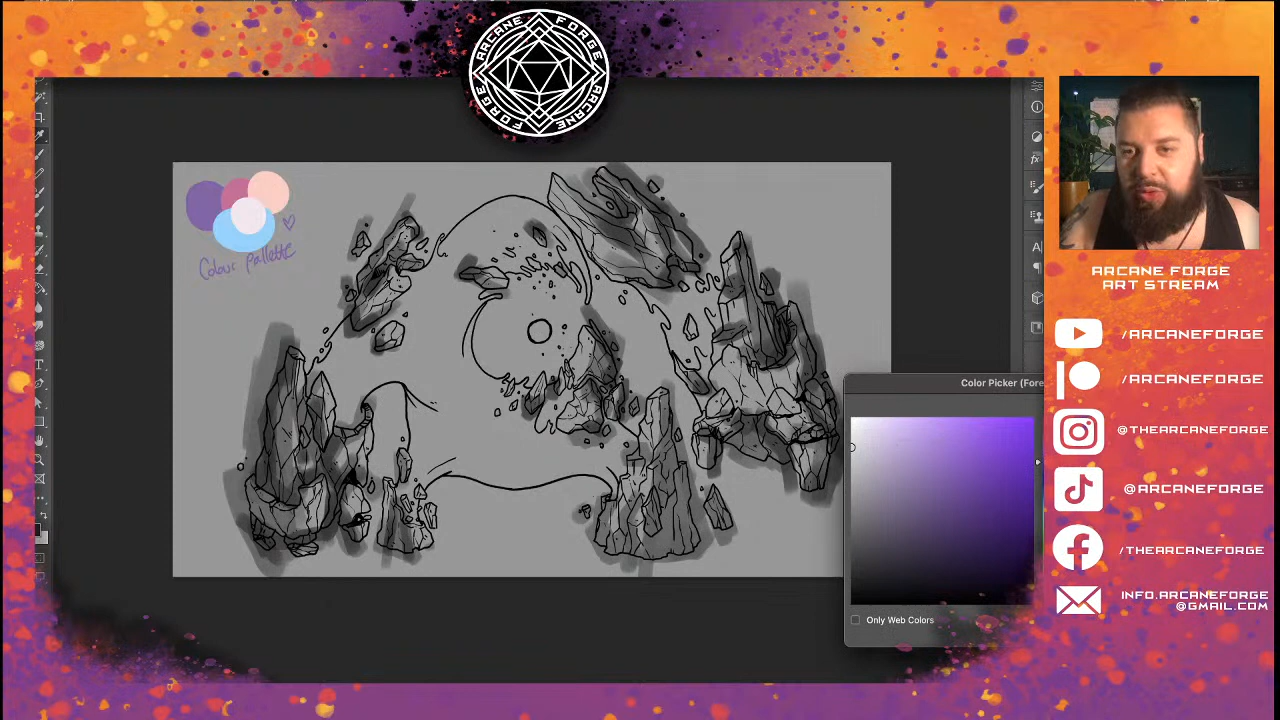 ARCANE FORGE ARCANE FORGE
Colour Pallette
Color Picker (Fore
Only Web Colors
ARCANE FORGE
ART STREAM
/ARCANEFORGE
/ARCANEFORGE
@THEARCANEFORGE
@ARCANEFORGE
/THEARCANEFORGE
INFO.ARCANEFORGE
@GMAIL.COM